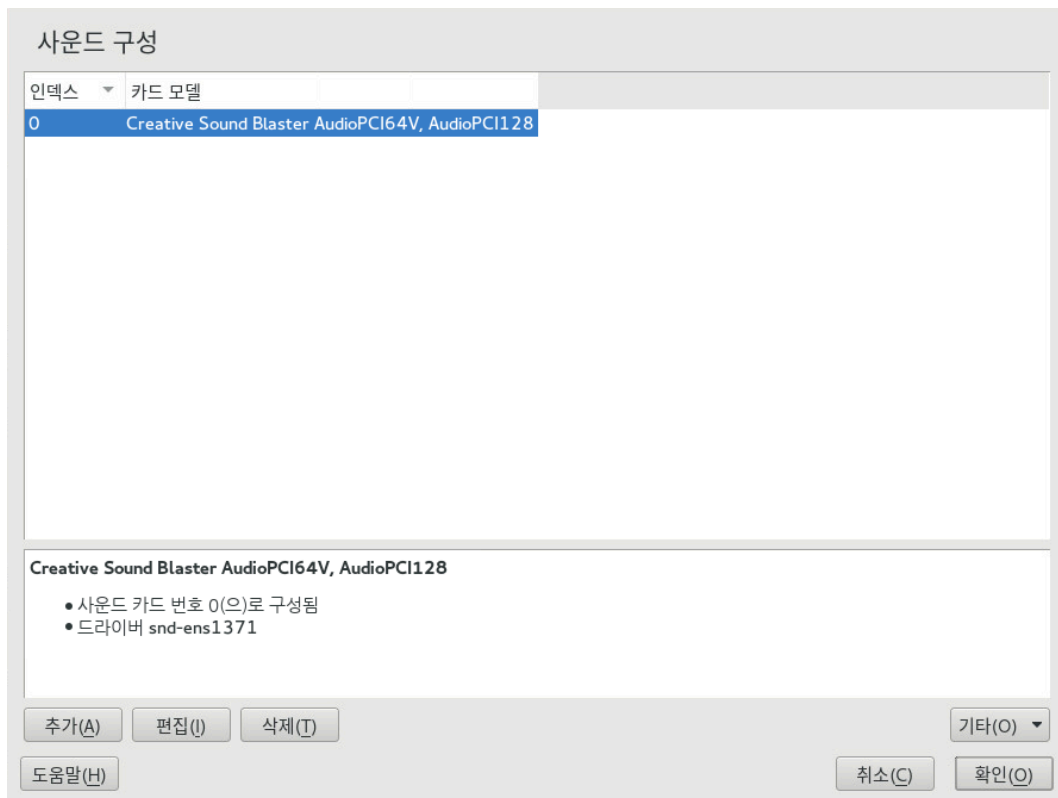 사운드 구성
인덱스 카드 모델
0 Creative Sound Blaster AudioPCI64V, AudioPCI128
Creative Sound Blaster AudioPCI64V, AudioPCI128
• 사운드 카드 번호 0(으)로 구성됨
• 드라이버 snd-ens1371
추가(A) 편집(I) 삭제(T) 기타(O)
도움말(H) 취소(C) 확인(O)